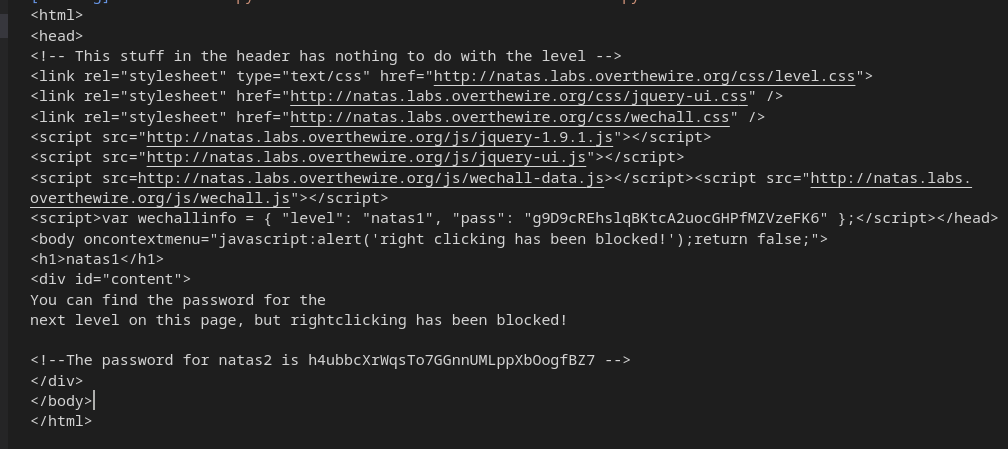 <html>
<head>
<!-- This stuff in the header has nothing to do with the level -->
<link rel="stylesheet" type="text/css" href="http://natas.labs.overthewire.org/css/level.css">
<link rel="stylesheet" href="http://natas.labs.overthewire.org/css/jquery-ui.css" />
<link rel="stylesheet" href="http://natas.labs.overthewire.org/css/wechall.css" />
<script src="http://natas.labs.overthewire.org/js/jquery-1.9.1.js"></script>
<script src="http://natas.labs.overthewire.org/js/jquery-ui.js"></script>
<script src=http://natas.labs.overthewire.org/js/wechall-data.js></script><script src="http://natas.labs.
overthewire.org/js/wechall.js"></script>
<script>var wechallinfo = { "level": "natas1", "pass": "g9D9cREhslqBKtcA2uocGHPfMZVzeFK6" };</script></head>
<body oncontextmenu="javascript:alert('right clicking has been blocked!');return false;">
<h1>natas1</h1>
<div id="content">
You can find the password for the
next level on this page, but rightclicking has been blocked!
<!--The password for natas2 is h4ubbcXrWqsTo7GGnnUMLppXbOogfBZ7 -->
</div>
</body>
</html>